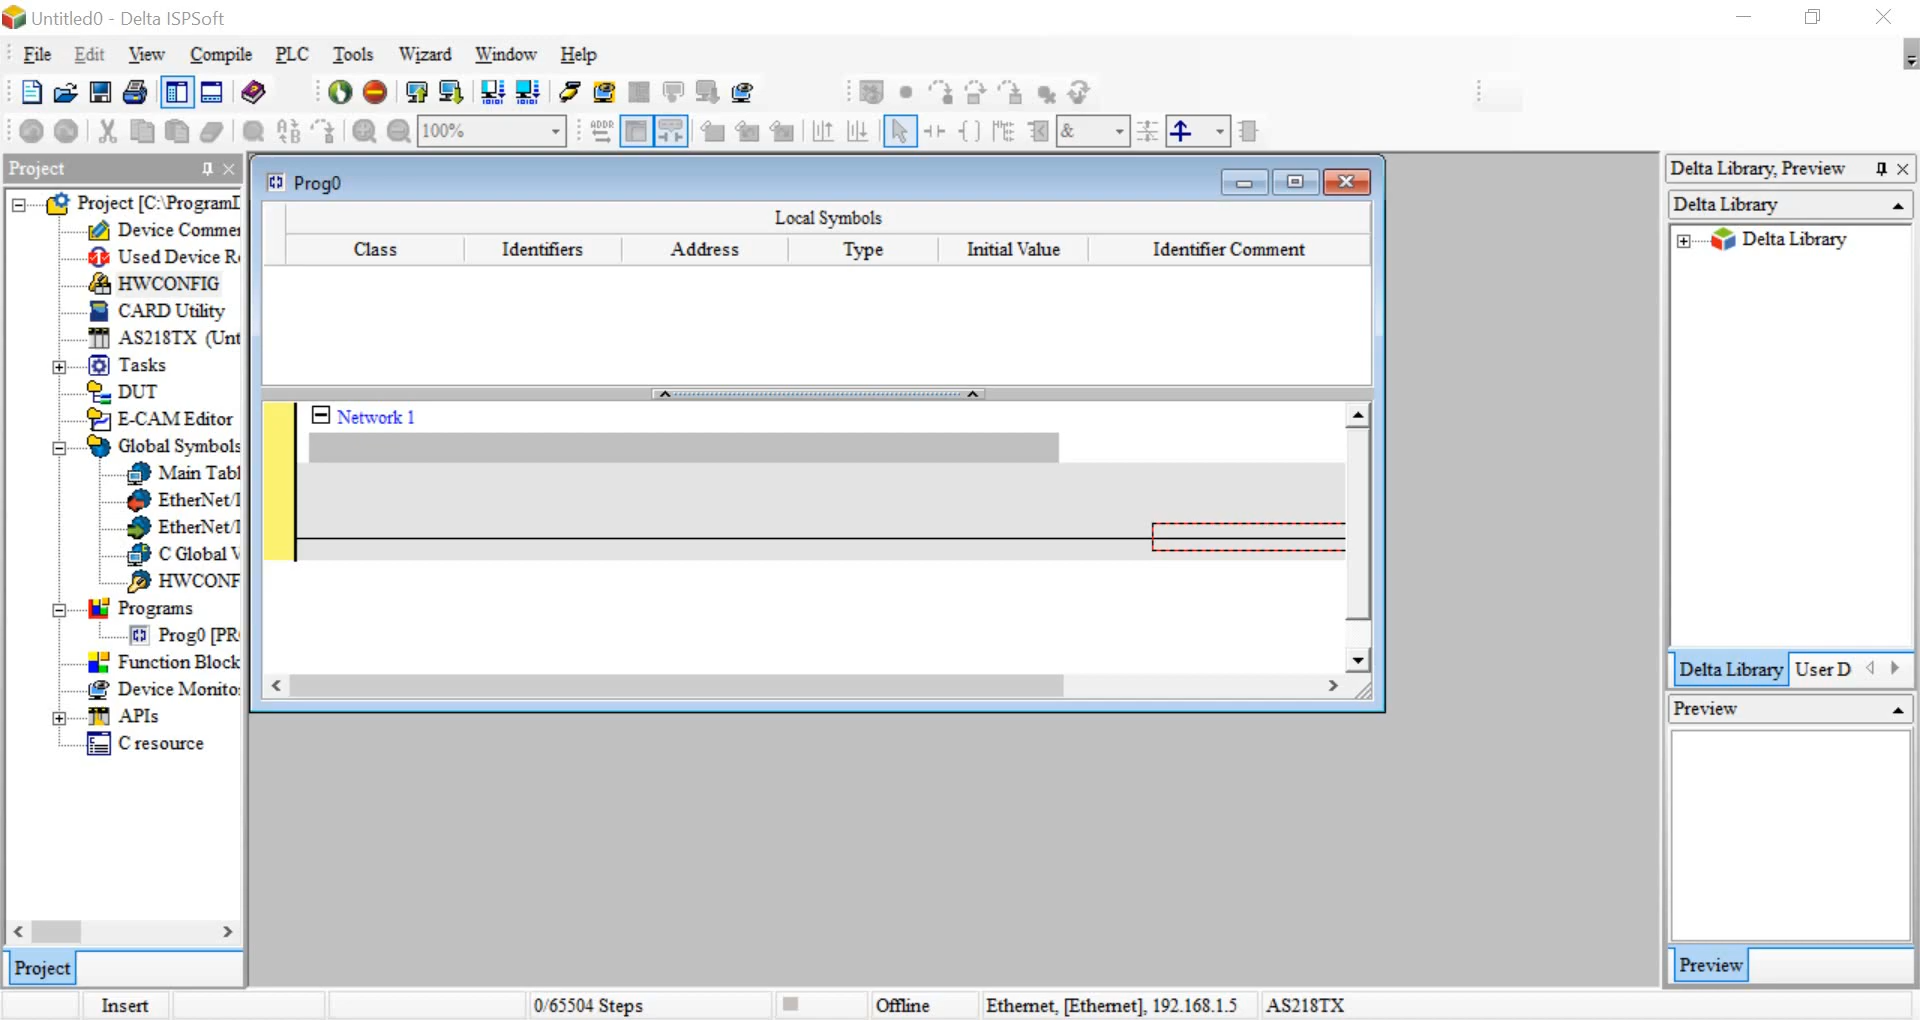 Untitled0 - Delta ISPSoft
File Edit View Compile PLC Tools Wizard Window Help
100%
ADDR
&
Project
Project [C:\ProgramD
Device Commen
Used Device Re
HWCONFIG
CARD Utility
AS218TX (Unt
Tasks
DUT
E-CAM Editor
Global Symbols
Main Tabl
EtherNet/I
EtherNet/I
C Global V
HWCONF
Programs
Prog0 [PR
Function Block
Device Monito
APIs
C resource
Project
Prog0
Local Symbols
Class Identifiers Address Type Initial Value Identifier Comment
Network 1
Delta Library, Preview
Delta Library
Delta Library
Delta Library User D
Preview
Preview
Insert 0/65504 Steps Offline Ethernet, [Ethernet], 192.168.1.5 AS218TX